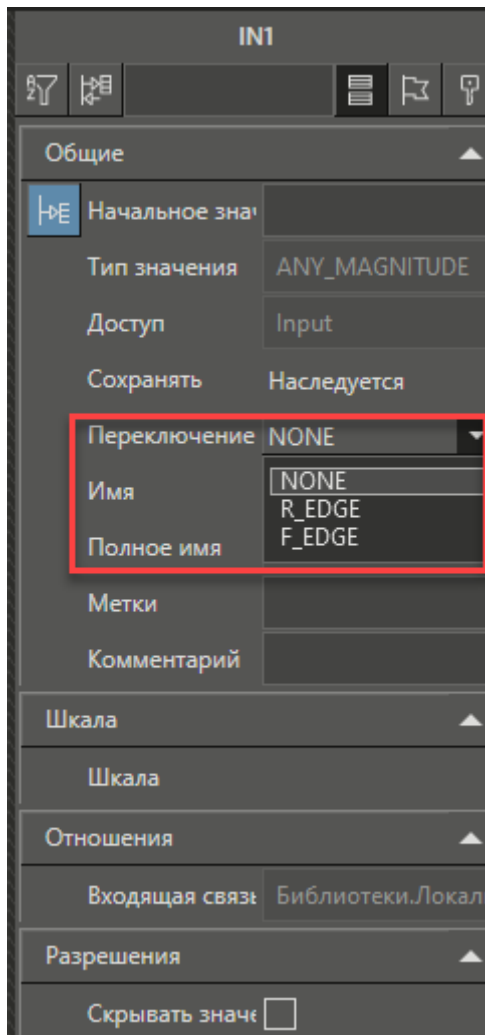 IN1
Общие
Начальное знач
Тип значения ANY_MAGNITUDE
Доступ Input
Сохранять Наследуется
Переключение NONE
NONE
Имя
R_EDGE
F_EDGE
Полное имя
Метки
Комментарий
Шкала
Шкала
Отношения
Входящая связь Библиотеки.Локал
Разрешения
Скрывать значе